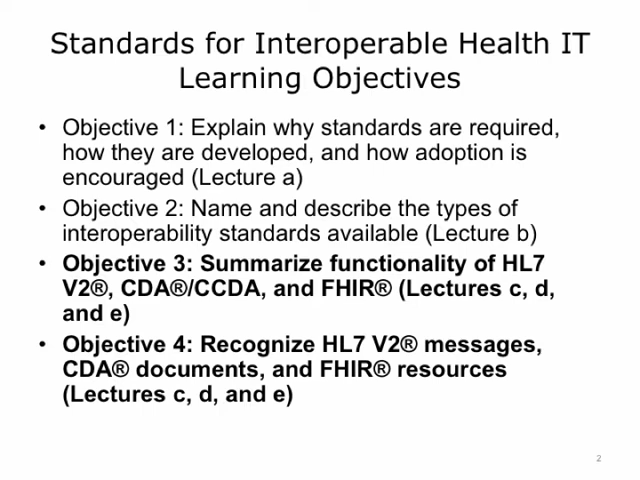 Standards for Interoperable Health IT
Learning Objectives
• Objective 1: Explain why standards are required,
how they are developed, and how adoption is
encouraged (Lecture a)
• Objective 2: Name and describe the types of
interoperability standards available (Lecture b)
• Objective 3: Summarize functionality of HL7
V2®, CDA®/CCDA, and FHIR® (Lectures c, d,
and e)
• Objective 4: Recognize HL7 V2® messages,
CDA® documents, and FHIR® resources
(Lectures c, d, and e)
2